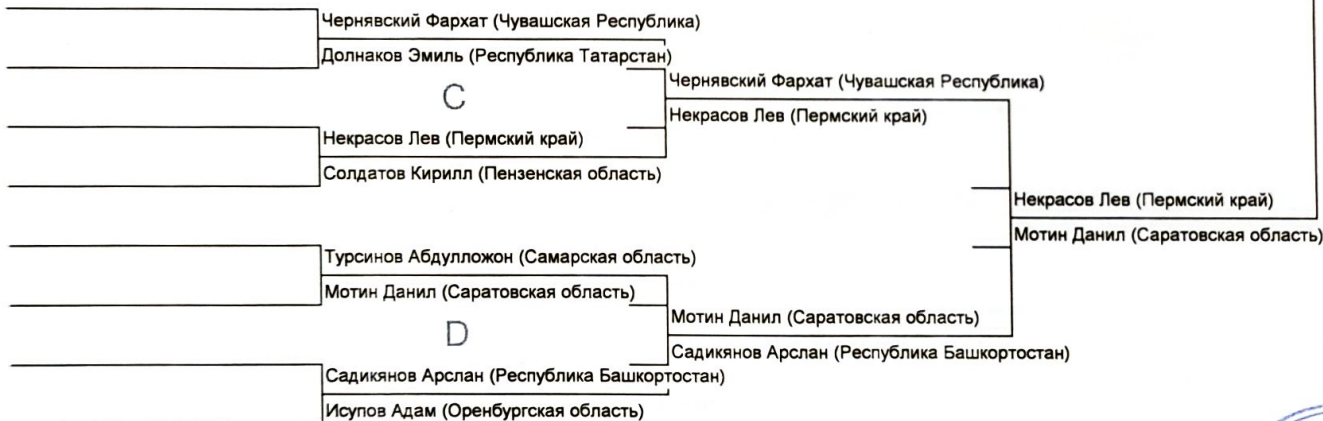 Чернявский Фархат (Чувашская Республика)
Долнаков Эмиль (Республика Татарстан)
C
Некрасов Лев (Пермский край)
Солдатов Кирилл (Пензенская область)
Чернявский Фархат (Чувашская Республика)
Некрасов Лев (Пермский край)
Некрасов Лев (Пермский край)
Мотин Данил (Саратовская область)
Турсинов Абдулложон (Самарская область)
Мотин Данил (Саратовская область)
D
Садикянов Арслан (Республика Башкортостан)
Исупов Адам (Оренбургская область)
Мотин Данил (Саратовская область)
Садикянов Арслан (Республика Башкортостан)